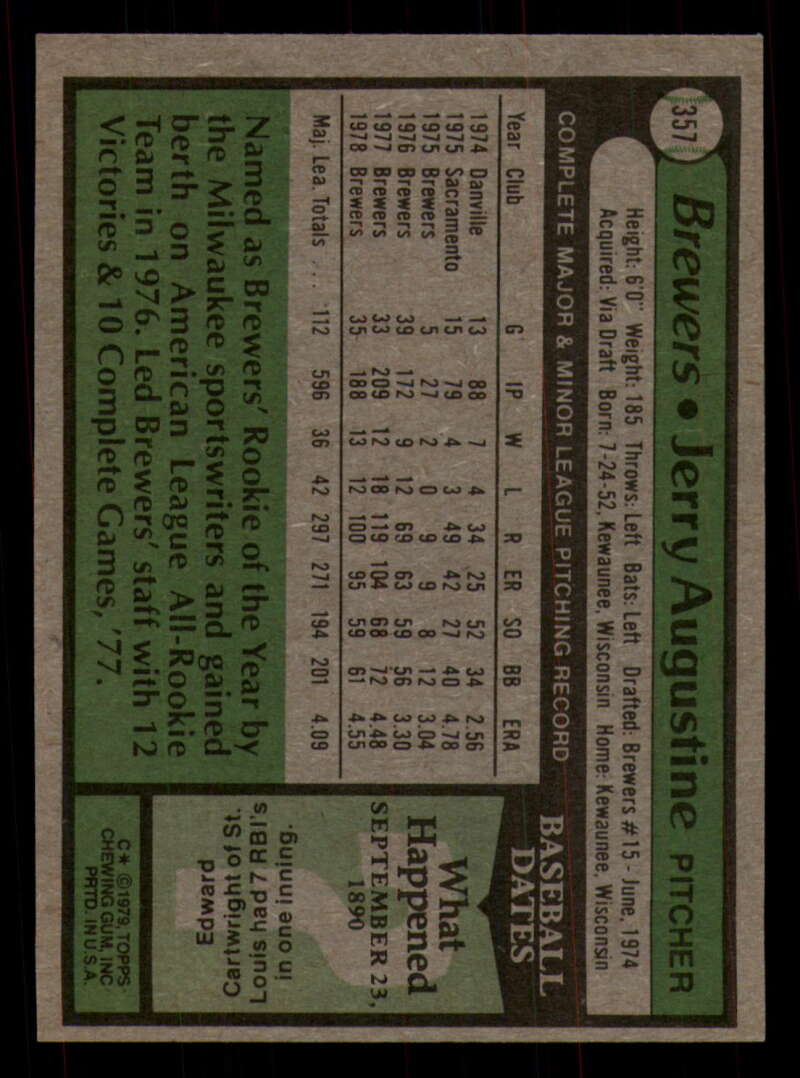 357
Brewers • Jerry Augustine PITCHER
Height: 6'0" Weight: 185 Throws: Left Bats: Left Drafted: Brewers #15 - June, 1974
Acquired: Via Draft Born: 7-24-52, Kewaunee, Wisconsin Home: Kewaunee, Wisconsin
COMPLETE MAJOR & MINOR LEAGUE PITCHING RECORD
Year Club G IP W L R ER SO BB ERA
1974 Danville 13 88 7 4 34 25 52 34 2.56
1975 Sacramento 15 79 4 3 49 42 27 40 4.78
1975 Brewers 5 27 2 0 9 9 8 12 3.04
1976 Brewers 39 172 9 12 69 63 59 56 3.30
1977 Brewers 33 209 12 18 119 104 68 72 4.48
1978 Brewers 35 188 13 12 100 95 59 61 4.55
Maj. Lea. Totals ... 112 596 36 42 297 271 194 201 4.09
Named as Brewers' Rookie of the Year by
the Milwaukee sportswriters and gained
berth on American League All-Rookie
Team in 1976. Led Brewers' staff with 12
Victories & 10 Complete Games, '77.
BASEBALL
DATES
What
Happened
SEPTEMBER 23,
1890
Edward
Cartwright of St.
Louis had 7 RBI's
in one inning.
C* ©1979, TOPPS
CHEWING GUM, INC
PRTD. IN U.S.A.